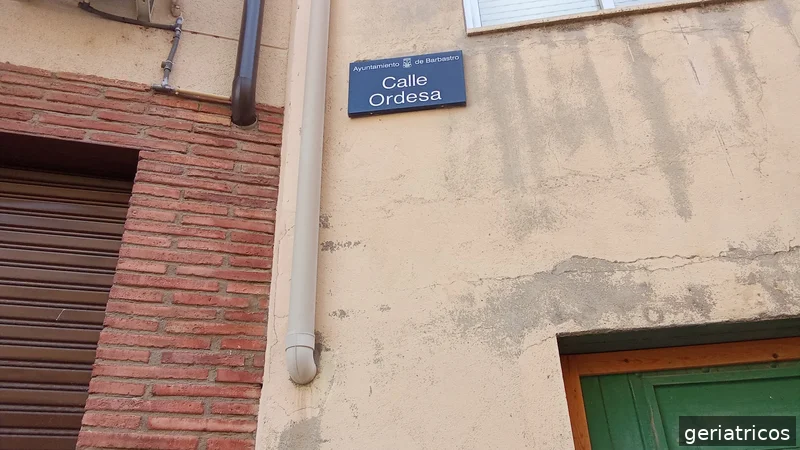 Ayuntamiento de Barbastro
Calle
Ordesa
geriatricos